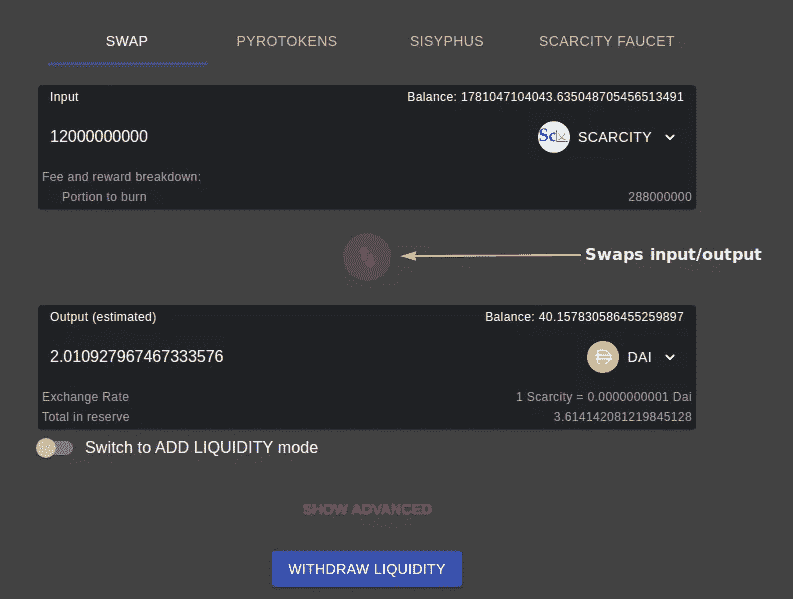 SWAP PYROTOKENS SISYPHUS SCARCITY FAUCET
Input Balance: 1781047104043.635048705456513491
12000000000 Sc SCARCITY
Fee and reward breakdown:
Portion to burn 288000000
Swaps input/output
Output (estimated) Balance: 40.157830586455259897
2.010927967467333576 DAI
Exchange Rate 1 Scarcity = 0.0000000001 Dai
Total in reserve 3.614142081219845128
Switch to ADD LIQUIDITY mode
SHOW ADVANCED
WITHDRAW LIQUIDITY